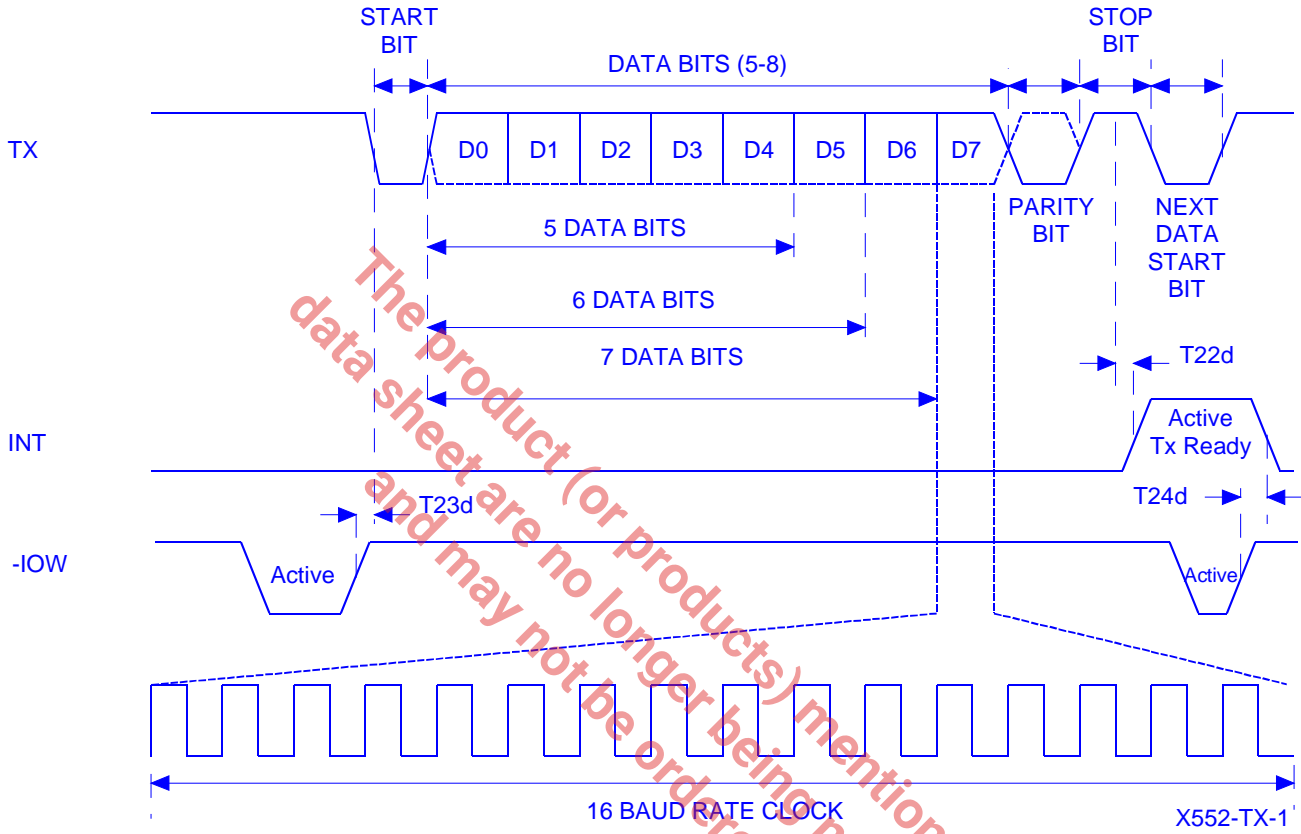 START
BIT
STOP
BIT
DATA BITS (5-8)
TX
D0 D1 D2 D3 D4 D5 D6 D7
PARITY
BIT
NEXT
DATA
START
BIT
5 DATA BITS
6 DATA BITS
7 DATA BITS
T22d
INT
Active
Tx Ready
T23d
T24d
-IOW
Active
Active
16 BAUD RATE CLOCK
X552-TX-1
The product (or products) mention
data sheet are no longer being
and may not be order